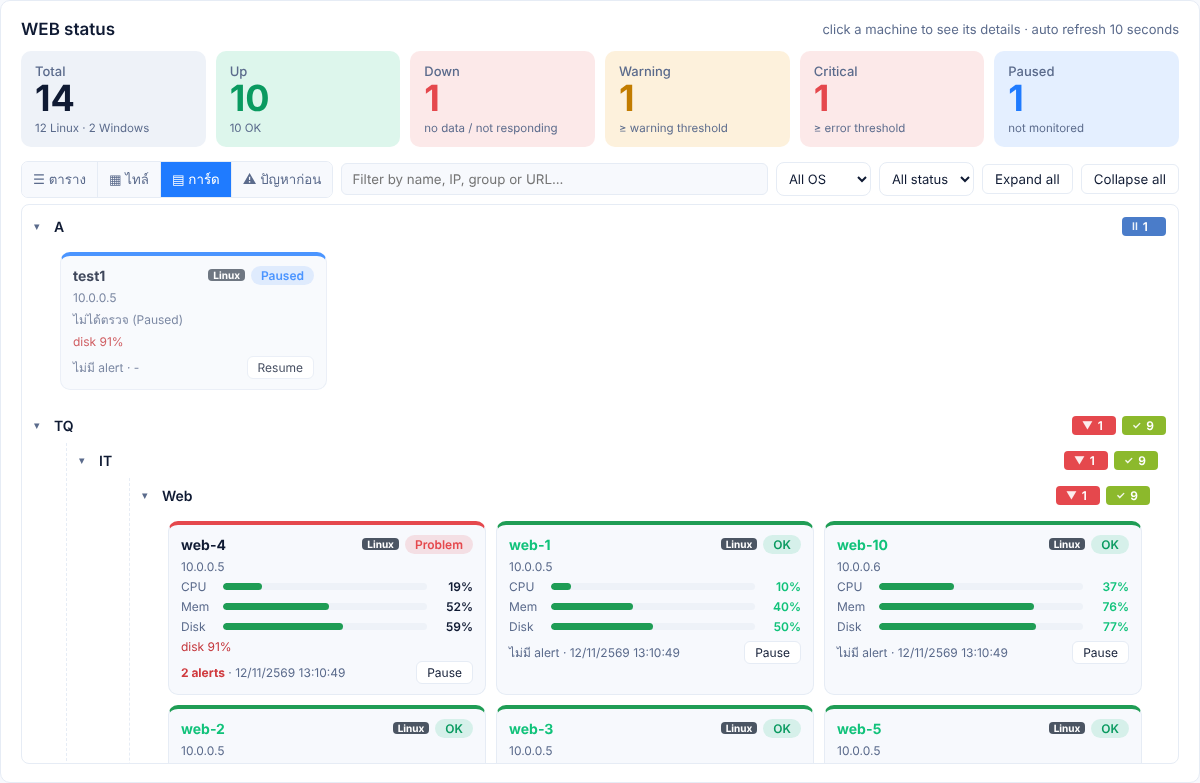 WEB status
click a machine to see its details · auto refresh 10 seconds
Total
14
12 Linux · 2 Windows
Up
10
10 OK
Down
1
no data / not responding
Warning
1
≥ warning threshold
Critical
1
≥ error threshold
Paused
1
not monitored
☰ ตาราง
▦ ไทล์
▤ การ์ด
⚠ ปัญหาก่อน
Filter by name, IP, group or URL...
All OS
All status
Expand all
Collapse all
▾ A
⏸ 1
test1 Linux Paused
10.0.0.5
ไม่ได้ตรวจ (Paused)
disk 91%
ไม่มี alert · - Resume
▾ TQ
▼ 1 ✓ 9
▾ IT
▼ 1 ✓ 9
▾ Web
▼ 1 ✓ 9
web-4 Linux Problem
10.0.0.5
CPU 19%
Mem 52%
Disk 59%
disk 91%
2 alerts · 12/11/2569 13:10:49 Pause
web-1 Linux OK
10.0.0.5
CPU 10%
Mem 40%
Disk 50%
ไม่มี alert · 12/11/2569 13:10:49 Pause
web-10 Linux OK
10.0.0.6
CPU 37%
Mem 76%
Disk 77%
ไม่มี alert · 12/11/2569 13:10:49 Pause
web-2 Linux OK
10.0.0.5
web-3 Linux OK
10.0.0.5
web-5 Linux OK
10.0.0.5